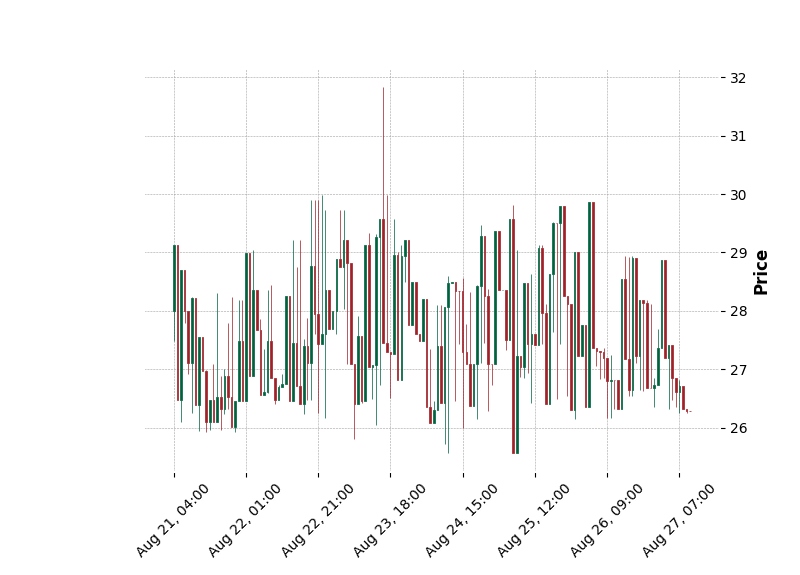 32
31
30
29
28
27
26
Price
Aug 21, 04:00
Aug 22, 01:00
Aug 22, 21:00
Aug 23, 18:00
Aug 24, 15:00
Aug 25, 12:00
Aug 26, 09:00
Aug 27, 07:00